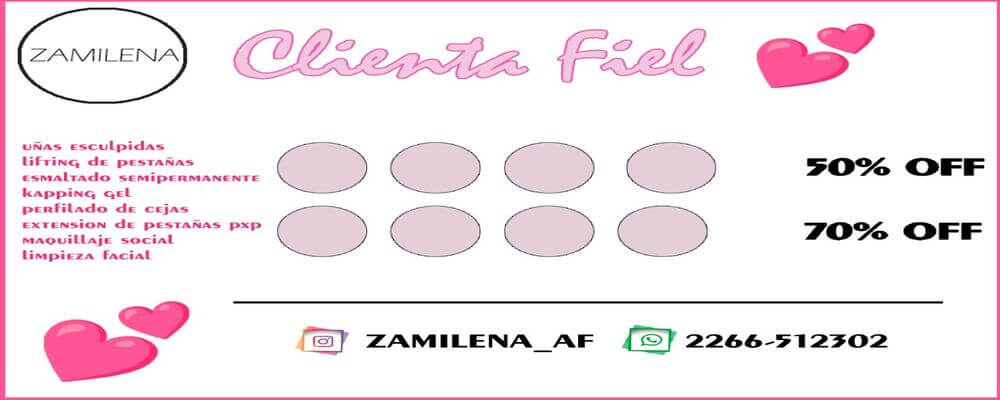 ZAMILENA
Clienta Fiel
uñas esculpidas
lifting de pestañas
esmaltado semipermanente
kapping gel
perfilado de cejas
extension de pestañas pxp
maquillaje social
limpieza facial
50% OFF
70% OFF
ZAMILENA_AF
2266-512302